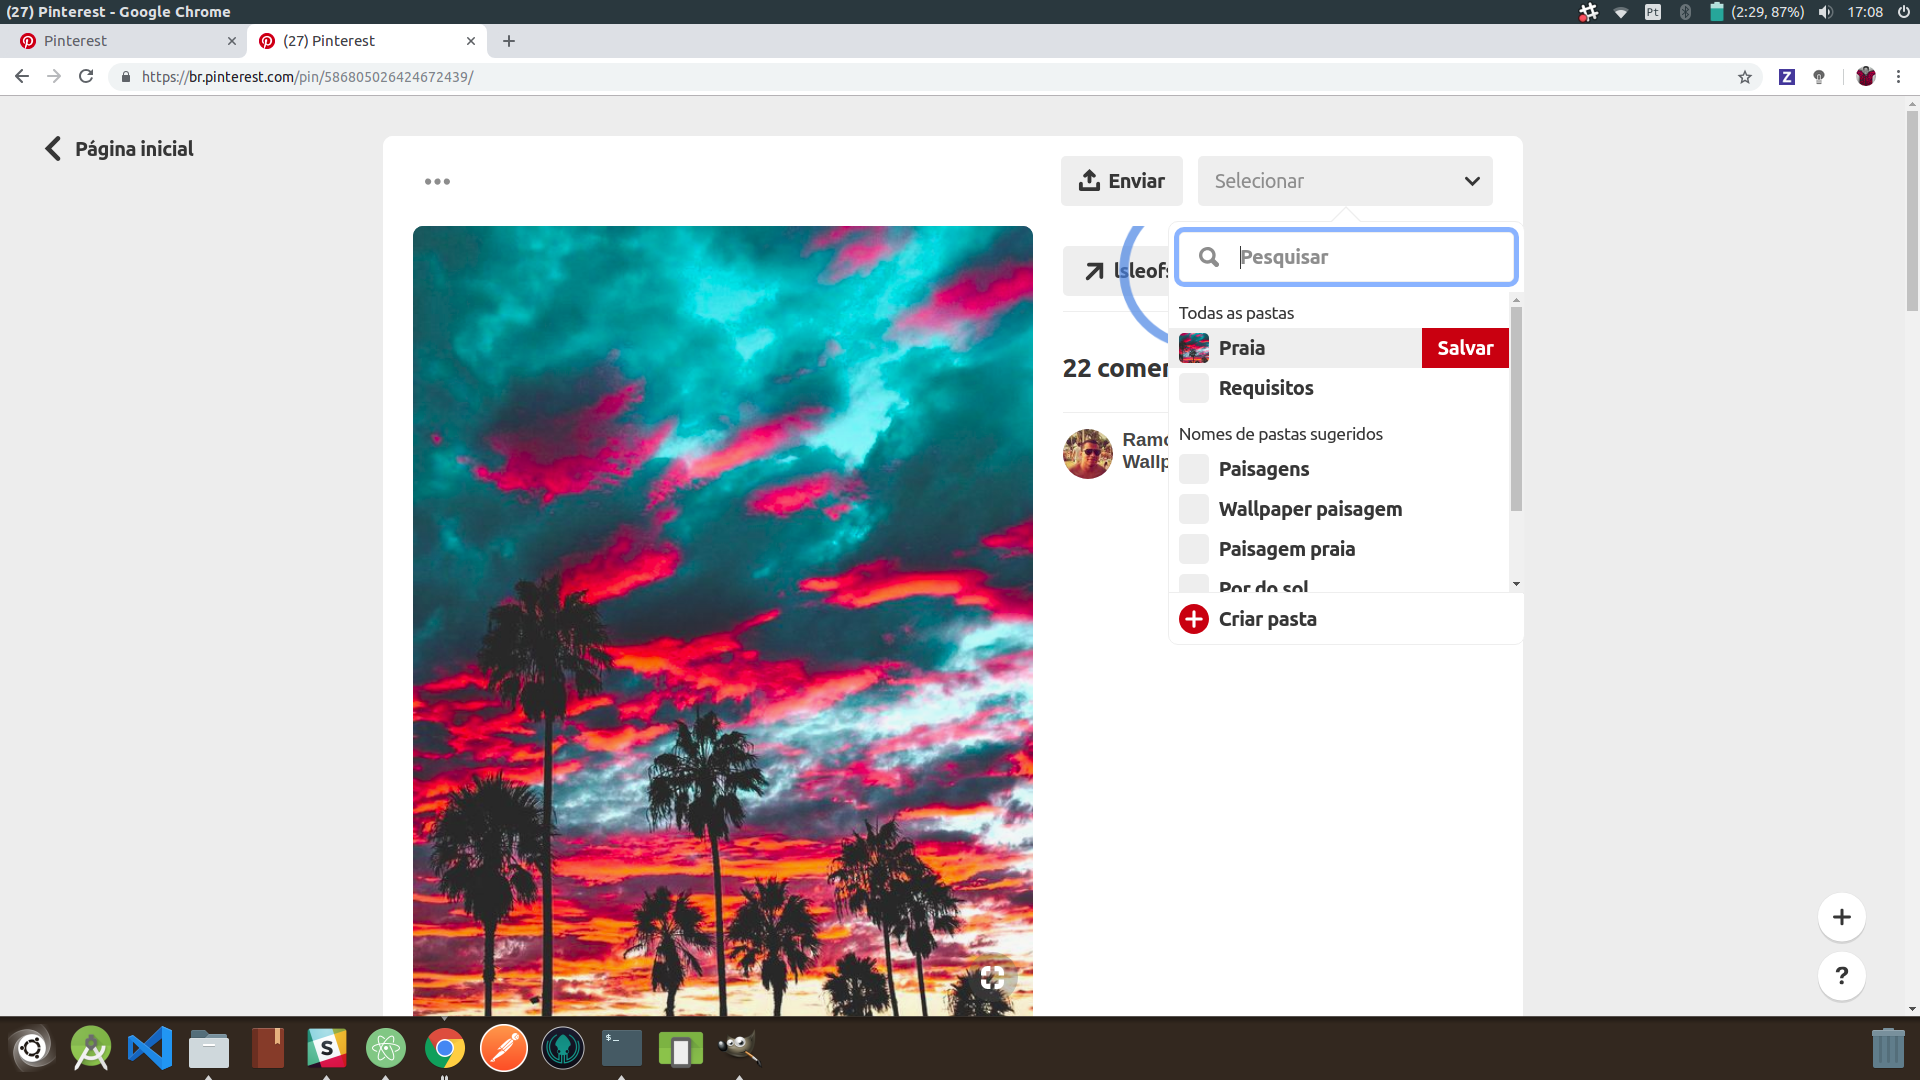 (27) Pinterest - Google Chrome
Pt
(2:29, 87%)
17:08
Pinterest
(27) Pinterest
https://br.pinterest.com/pin/586805026424672439/
Z
Página inicial
Enviar
Selecionar
lsleofs
Pesquisar
Todas as pastas
Praia
Salvar
22 comen
Requisitos
Nomes de pastas sugeridos
Ramo
Wallp
Paisagens
Wallpaper paisagem
Paisagem praia
Por do sol
Criar pasta
?
S
$_